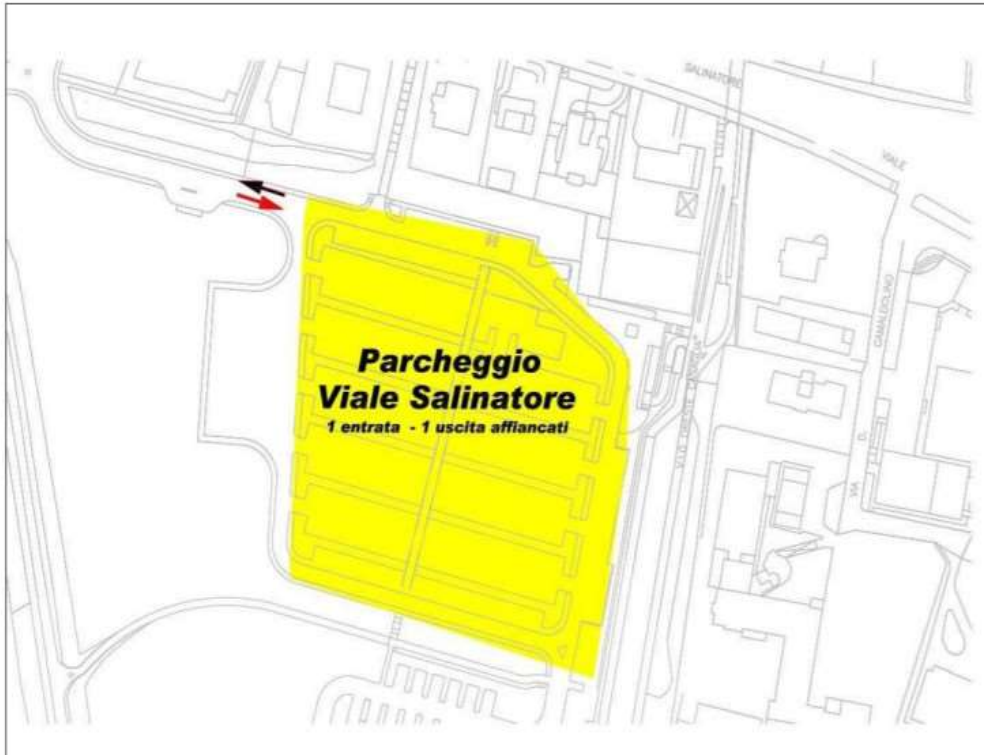 SALINATORE
VIALE
CAMALDOLINO
Parcheggio
Viale Salinatore
1 entrata - 1 uscita affiancati
VIA
D.